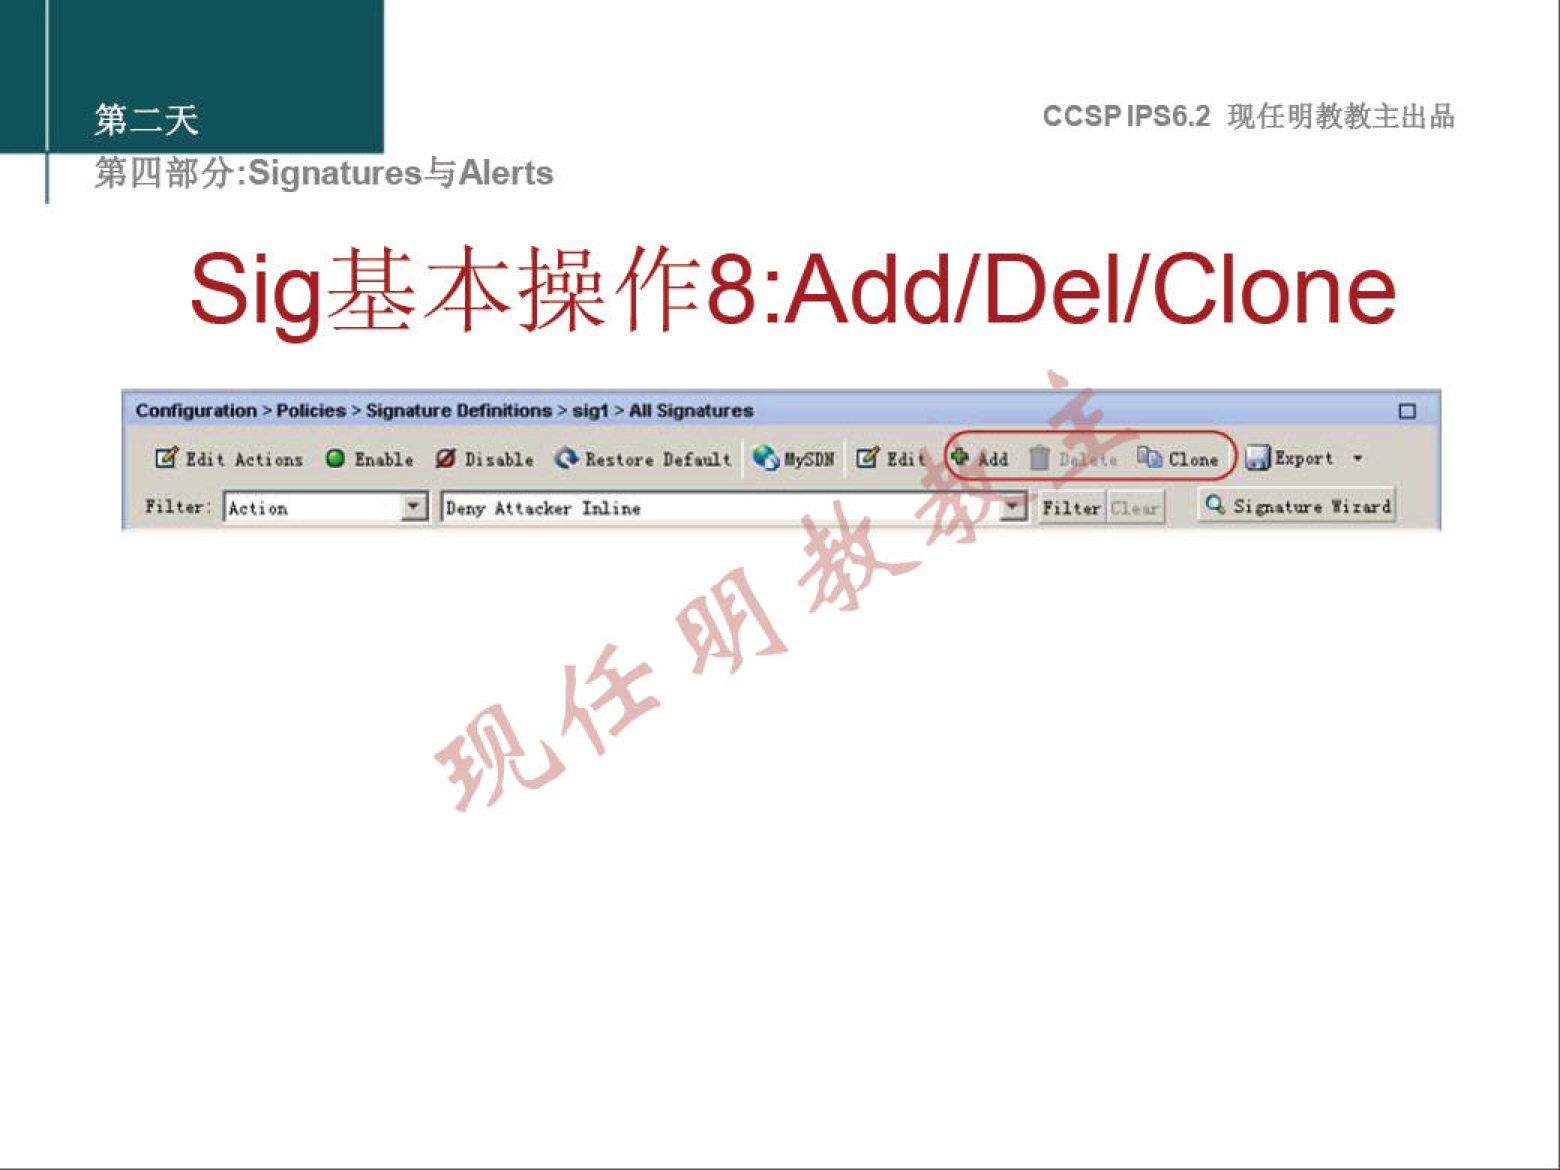 第二天
CCSP IPS6.2 现任明教教主出品
第四部分:Signatures与Alerts
Sig基本操作8:Add/Del/Clone
Configuration > Policies > Signature Definitions > sig1 > All Signatures
Edit Actions Enable Disable Restore Default MySDN Edit Add Delete Clone Export
Filter: Action Deny Attacker Inline Filter Clear Signature Wizard
现任明教教主